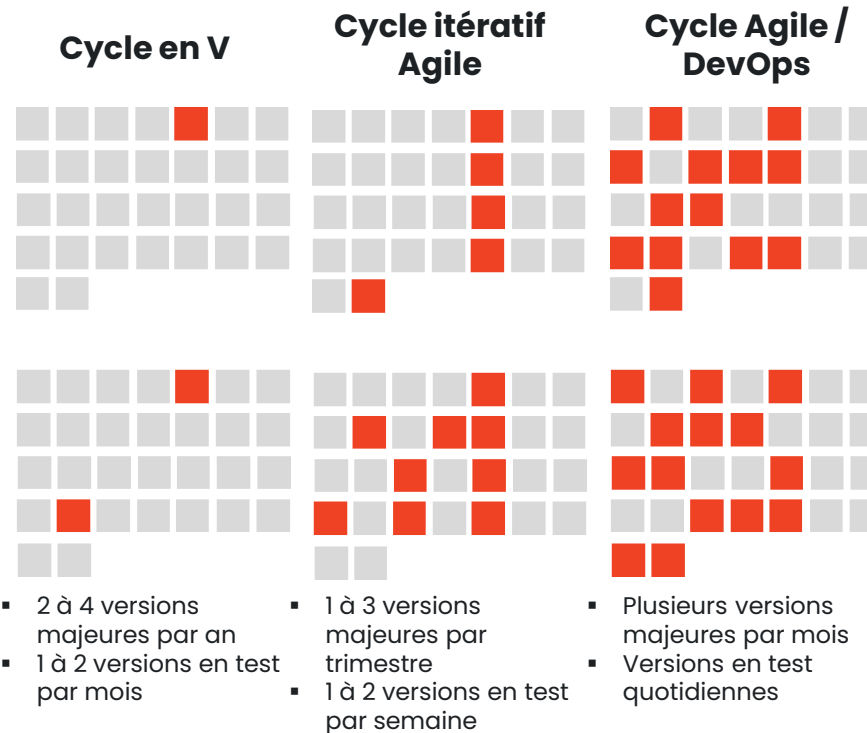 Cycle en V
Cycle itératif
Agile
Cycle Agile /
DevOps
▪ 2 à 4 versions
majeures par an
▪ 1 à 2 versions en test
par mois
▪ 1 à 3 versions
majeures par
trimestre
▪ 1 à 2 versions en test
par semaine
▪ Plusieurs versions
majeures par mois
▪ Versions en test
quotidiennes